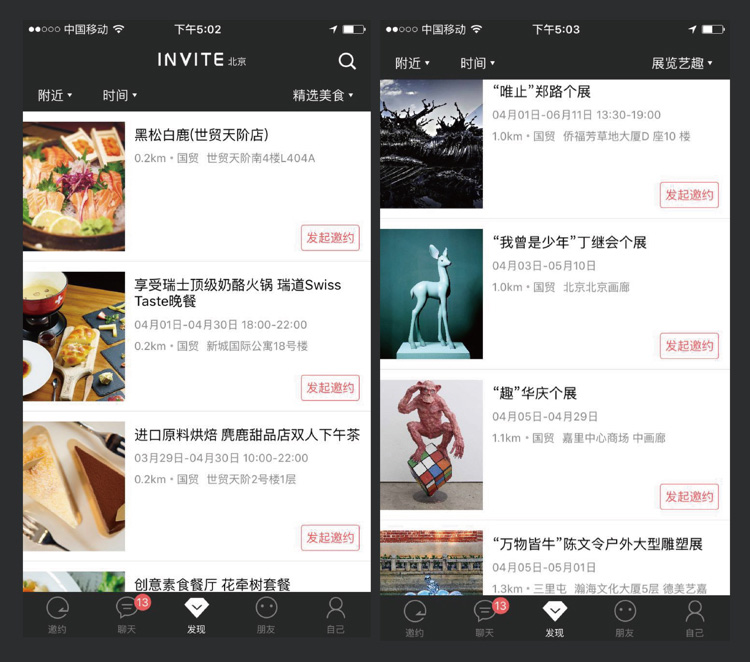 ●●○○○ 中国移动
下午5:02
INVITE 北京
附近▼
时间▼
精选美食▼
黑松白鹿(世贸天阶店)
0.2km•国贸 世贸天阶南4楼L404A
发起邀约
享受瑞士顶级奶酪火锅 瑞道Swiss
Taste晚餐
04月01日-04月30日 18:00-22:00
0.2km•国贸 新城国际公寓18号楼
发起邀约
进口原料烘焙 麂鹿甜品店双人下午茶
03月29日-04月30日 10:00-22:00
0.2km•国贸 世贸天阶2号楼1层
发起邀约
创意素食餐厅 花牵树套餐
13
邀约
聊天
发现
朋友
自己
●●○○○ 中国移动
下午5:03
附近▼
时间▼
展览艺趣▼
“唯止”郑路个展
04月01日-06月11日 13:30-19:00
1.0km•国贸 侨福芳草地大厦D 座10 楼
发起邀约
“我曾是少年”丁继会个展
04月03日-05月10日
1.0km•国贸 北京北京画廊
发起邀约
“趣”华庆个展
04月05日-04月29日
1.1km•国贸 嘉里中心商场 中画廊
发起邀约
“万物皆牛”陈文令户外大型雕塑展
04月05日-05月01日
1.3km•三里屯 瀚海文化大厦5层 德美艺嘉
13
邀约
聊天
发现
朋友
自己